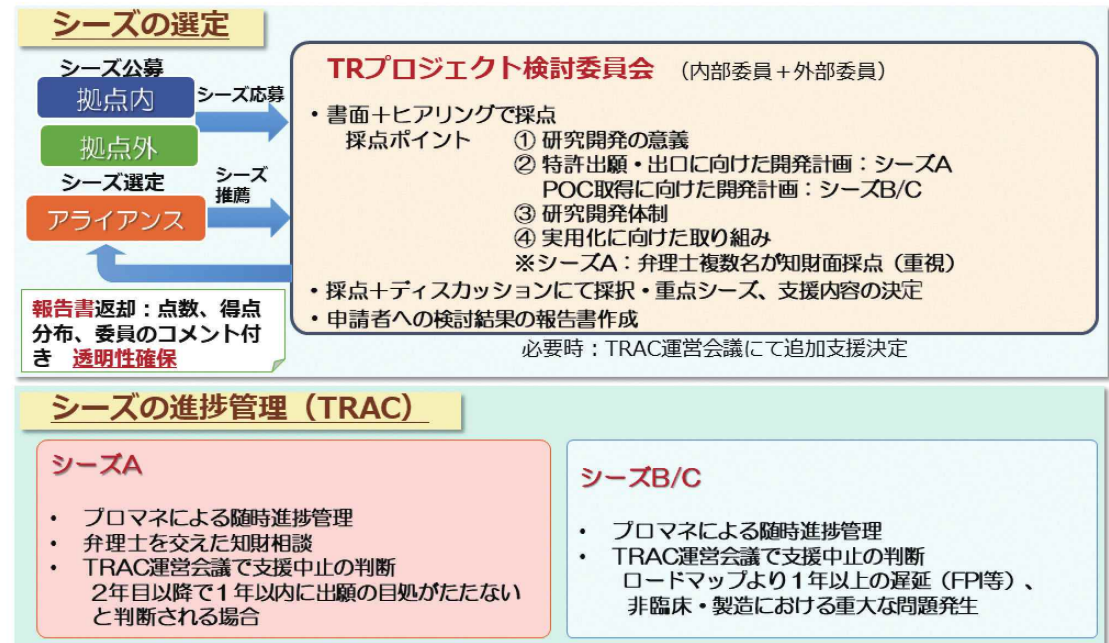 シーズの選定
シーズ公募
拠点内
拠点外
シーズ応募
シーズ選定
アライアンス
シーズ
推薦
報告書返却：点数、得点
分布、委員のコメント付
き　透明性確保
TRプロジェクト検討委員会　（内部委員＋外部委員）
・書面＋ヒアリングで採点
採点ポイント　① 研究開発の意義
② 特許出願・出口に向けた開発計画：シーズA
POC取得に向けた開発計画：シーズB/C
③ 研究開発体制
④ 実用化に向けた取り組み
※シーズA：弁理士複数名が知財面採点（重視）
・採点＋ディスカッションにて採択・重点シーズ、支援内容の決定
・申請者への検討結果の報告書作成
必要時：TRAC運営会議にて追加支援決定
シーズの進捗管理（TRAC）
シーズA
・ プロマネによる随時進捗管理
・ 弁理士を交えた知財相談
・ TRAC運営会議で支援中止の判断
２年目以降で１年以内に出願の目処がたたない
と判断される場合
シーズB/C
・ プロマネによる随時進捗管理
・ TRAC運営会議で支援中止の判断
ロードマップより１年以上の遅延（FPI等）、
非臨床・製造における重大な問題発生